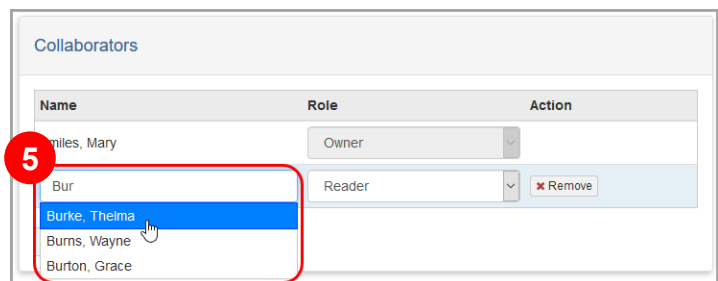 Collaborators
Name Role Action
miles, Mary Owner
5
Bur Reader Remove
Burke, Thelma
Burns, Wayne
Burton, Grace